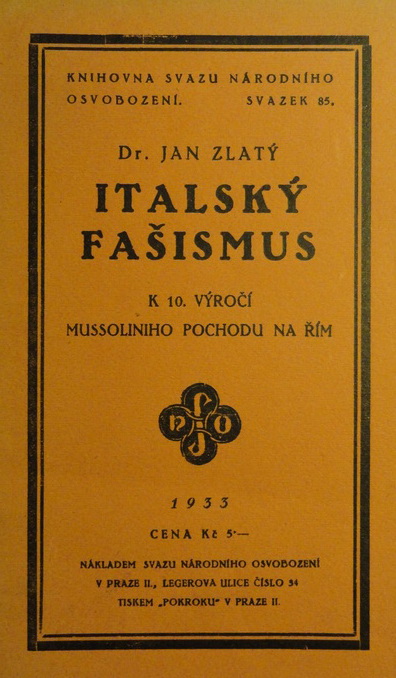 KNIHOVNA SVAZU NÁRODNÍHO
OSVOBOZENÍ. SVAZEK 85.
Dr. JAN ZLATÝ
ITALSKÝ
FAŠISMUS
K 10. VÝROČÍ
MUSSOLINIHO POCHODU NA ŘÍM
1933
CENA Kč 5·—
NÁKLADEM SVAZU NÁRODNÍHO OSVOBOZENÍ
V PRAZE II., LEGEROVA ULICE ČÍSLO 34
TISKEM „POKROKU“ V PRAZE II.